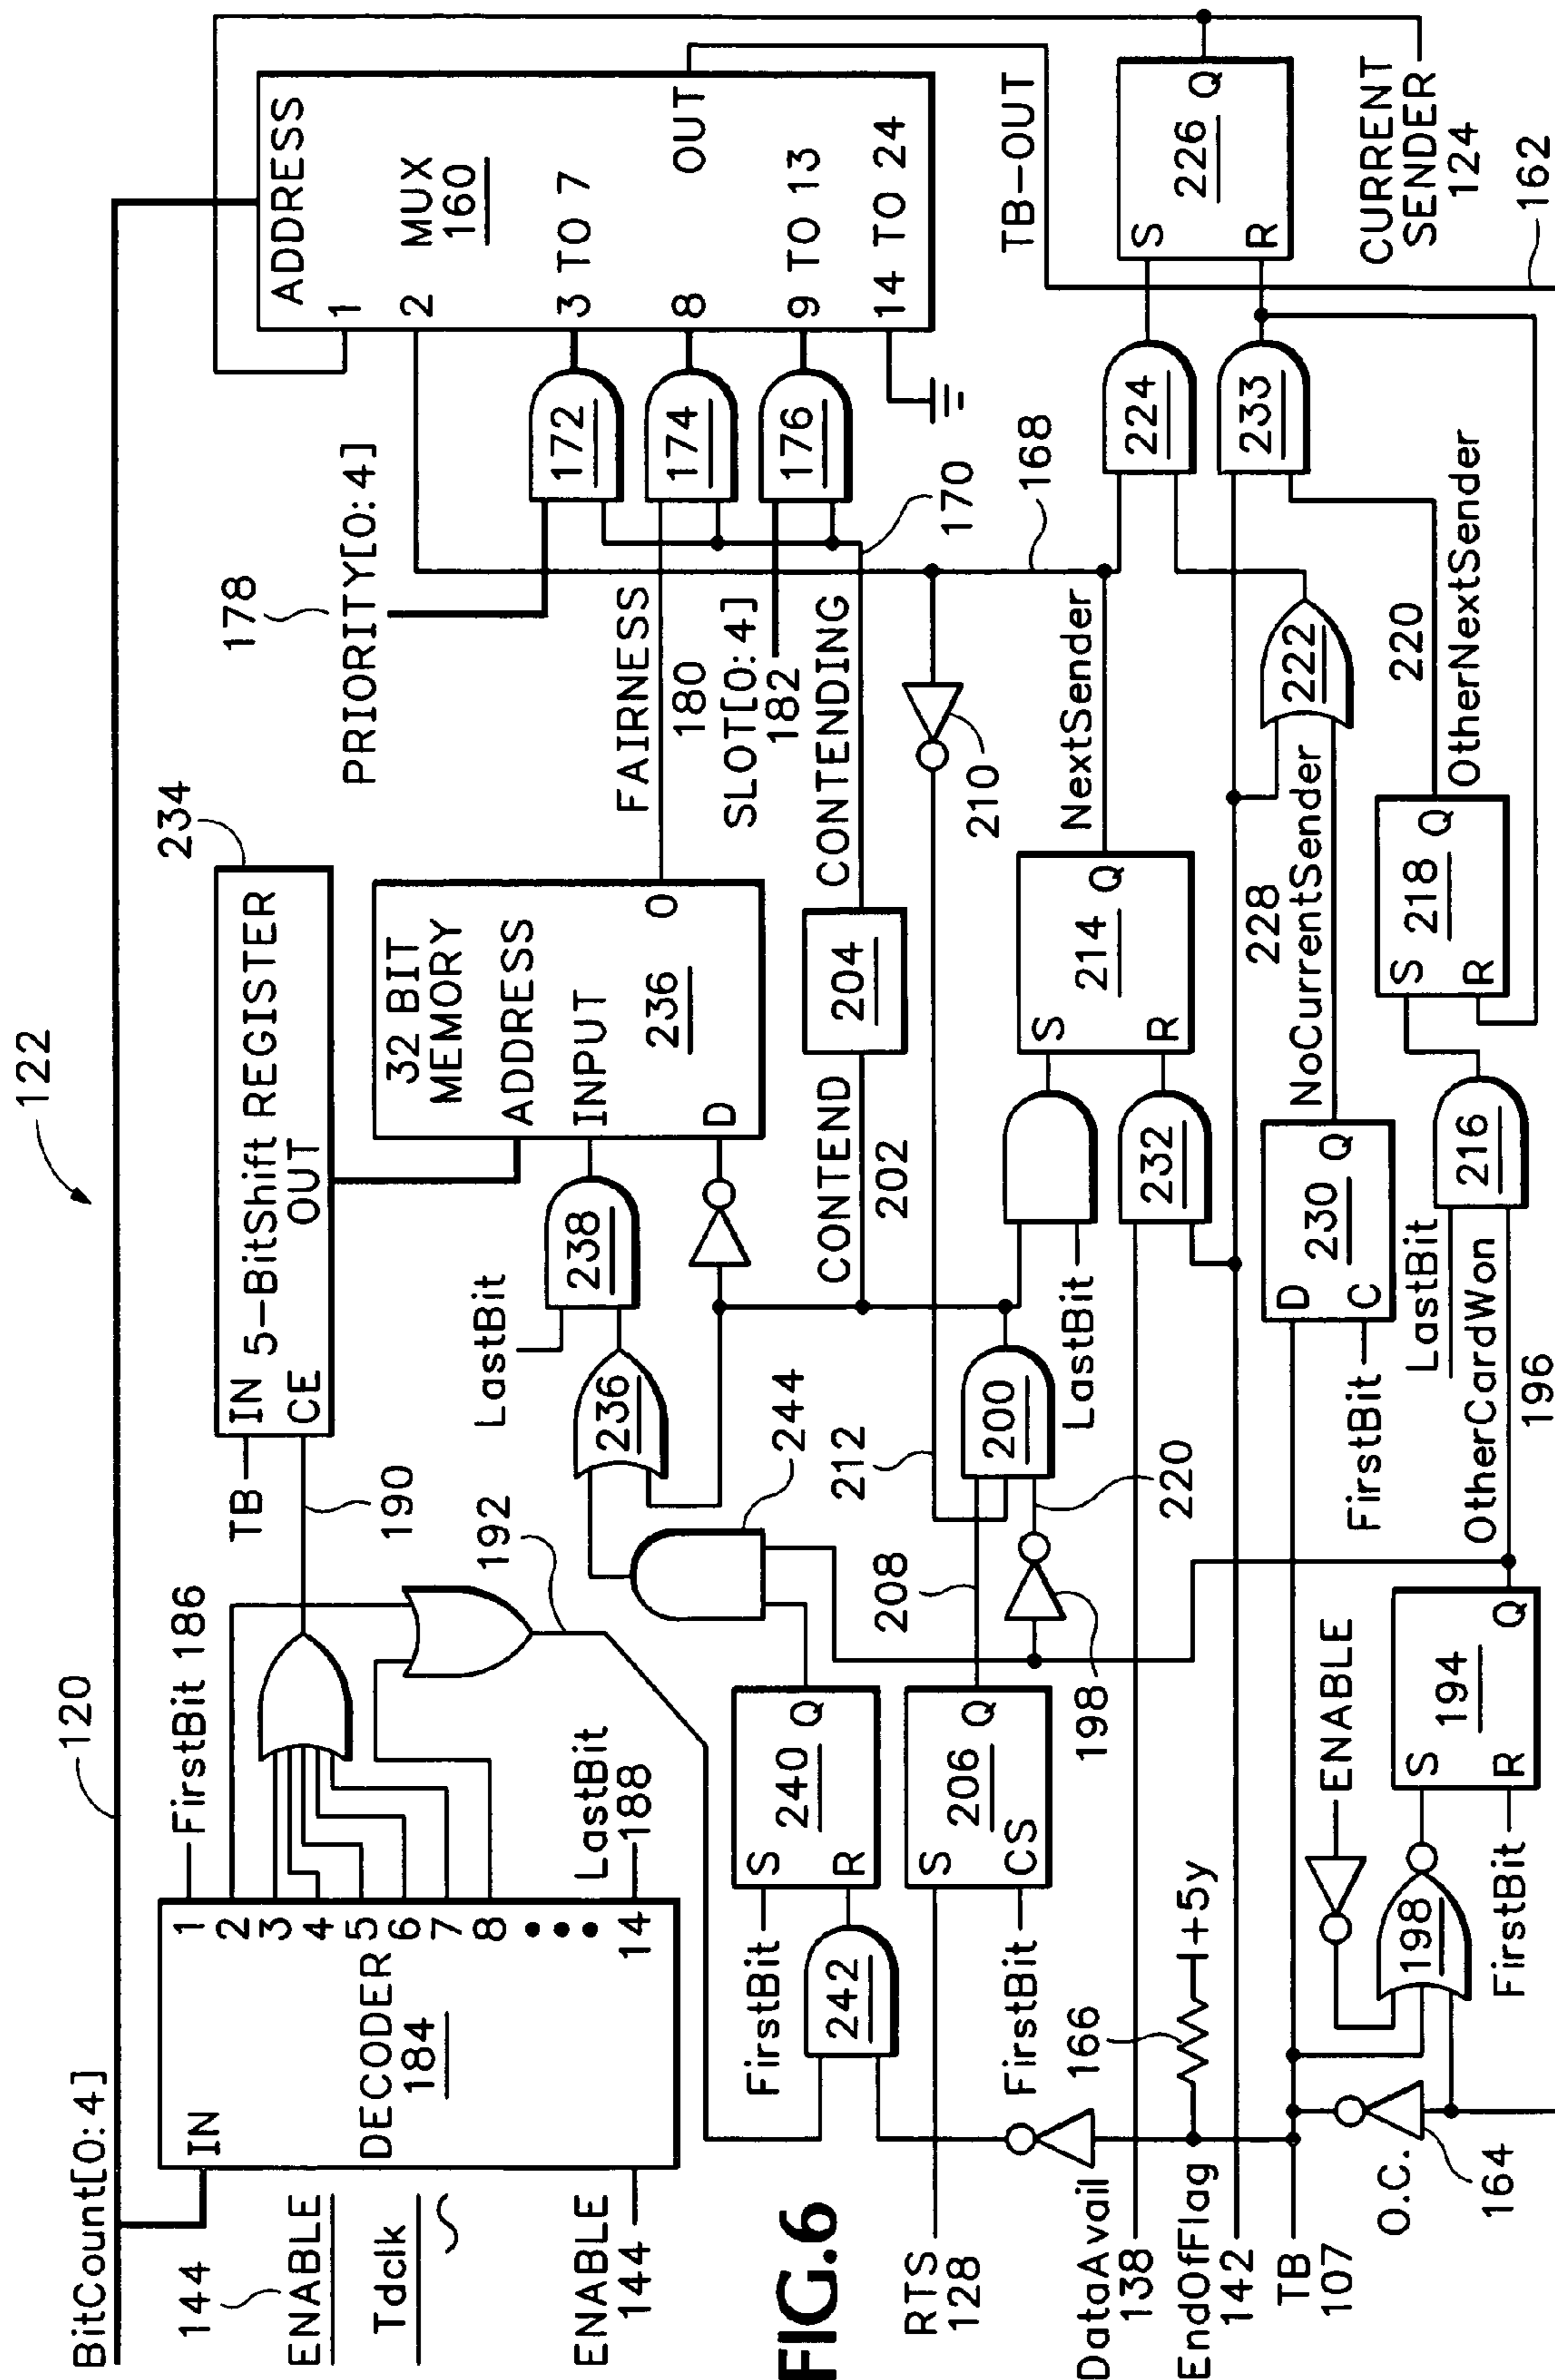 122
120
BitCount[0:4]
144
ENABLE
Tdclk
ENABLE
144
IN
DECODER
184
1
2
3
4
5
6
7
8
14
FirstBit 186
LastBit
188
190
192
TB
IN 5-BitShift REGISTER
CE
OUT
234
32 BIT
MEMORY
ADDRESS
INPUT
236
D
O
LastBit
238
236
244
FAIRNESS
180
178
PRIORITY[0:4]
SLOT[0:4]
182
CONTENDING
CONTEND
202
204
172
174
176
170
168
ADDRESS
1
2
MUX
160
3 TO 7
8
OUT
9 TO 13
14 TO 24
TB-OUT
FirstBit
S
240
Q
R
242
RTS
128
S
206
Q
CS
FirstBit
208
212
200
220
198
210
LastBit
S
214
Q
R
232
NextSender
224
S
226
Q
R
233
CURRENT
SENDER
124
162
222
228
NoCurrentSender
D
230
Q
C
FirstBit
LastBit
216
OtherCardWon
196
S
218
Q
R
220
OtherNextSender
DataAvail
138
EndOfFlag
142
TB
107
166
+5y
O.C.
164
ENABLE
198
FirstBit
S
194
R
Q
FIG.6